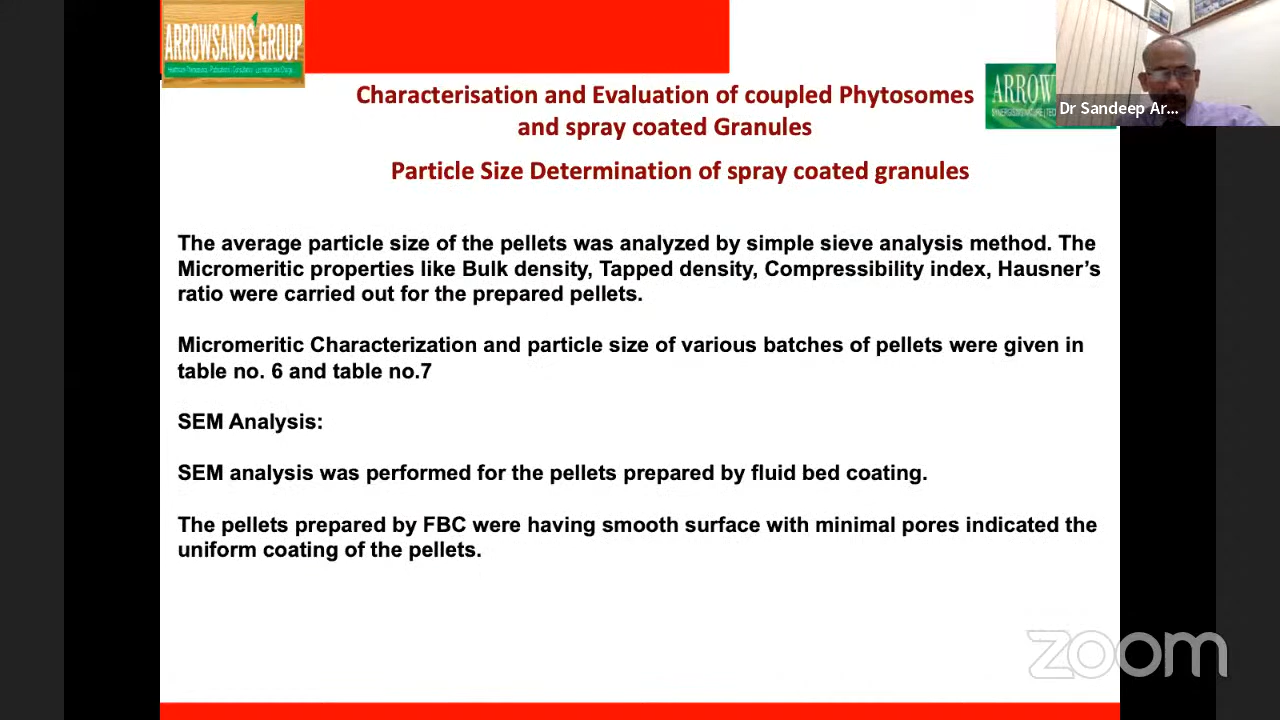 ARROWSANDS GROUP
Characterisation and Evaluation of coupled Phytosomes
and spray coated Granules
ARROW
Dr Sandeep Ar...
Particle Size Determination of spray coated granules
The average particle size of the pellets was analyzed by simple sieve analysis method. The
Micromeritic properties like Bulk density, Tapped density, Compressibility index, Hausner’s
ratio were carried out for the prepared pellets.
Micromeritic Characterization and particle size of various batches of pellets were given in
table no. 6 and table no.7
SEM Analysis:
SEM analysis was performed for the pellets prepared by fluid bed coating.
The pellets prepared by FBC were having smooth surface with minimal pores indicated the
uniform coating of the pellets.
zoom